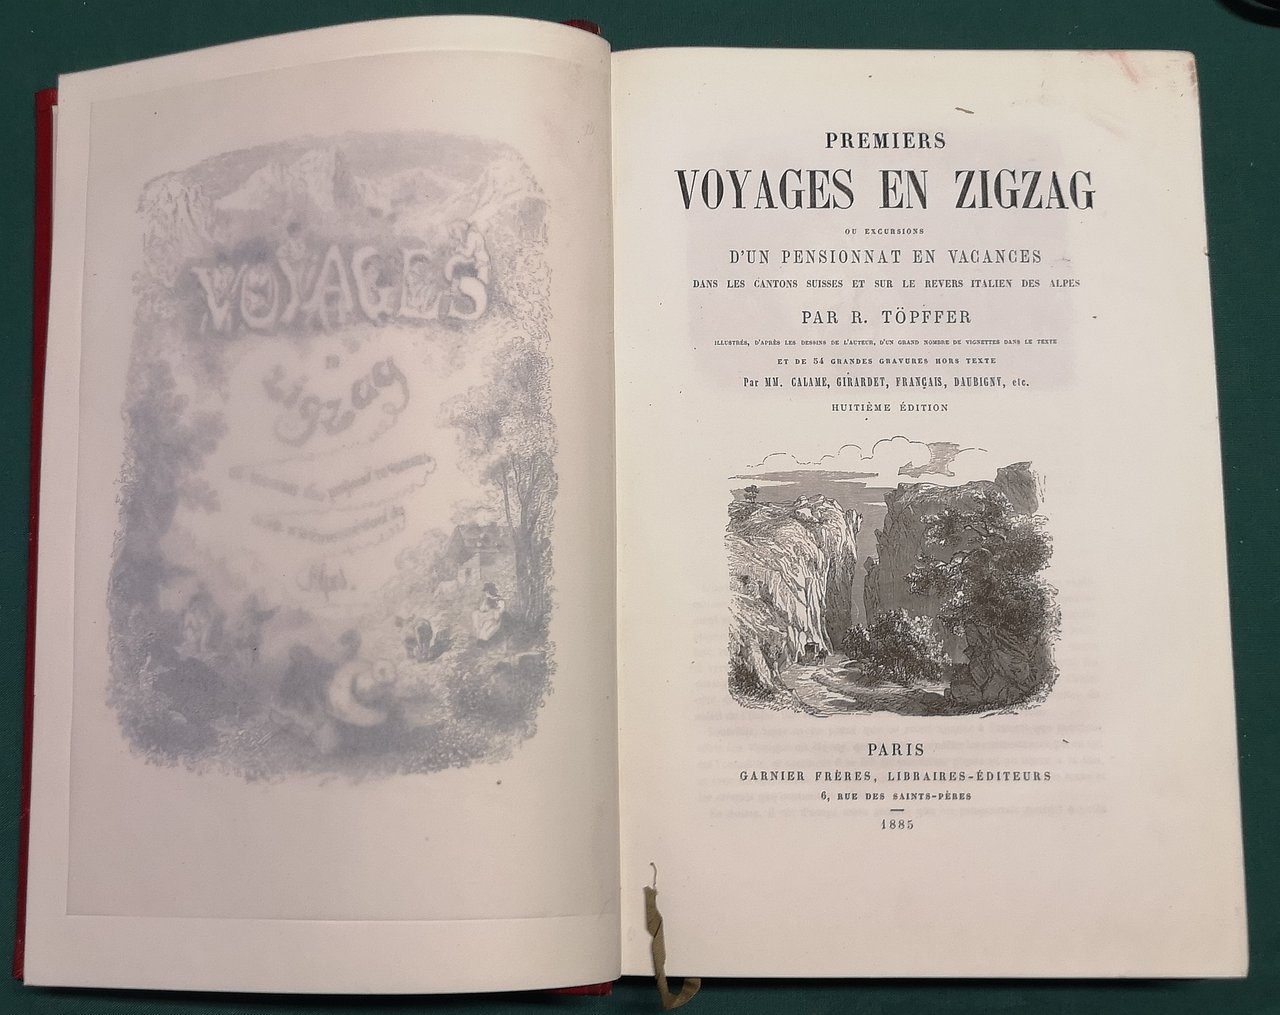 VOYAGES
zigzag
PREMIERS
VOYAGES EN ZIGZAG
OU EXCURSIONS
D'UN PENSIONNAT EN VACANCES
DANS LES CANTONS SUISSES ET SUR LE REVERS ITALIEN DES ALPES
PAR R. TÖPFFER
ILLUSTRÉS, D'APRÈS LES DESSINS DE L'AUTEUR, D'UN GRAND NOMBRE DE VIGNETTES DANS LE TEXTE
ET DE 54 GRANDES GRAVURES HORS TEXTE
Par MM. CALAME, GIRARDET, FRANÇAIS, DAUBIGNY, etc.
HUITIÈME ÉDITION
PARIS
GARNIER FRÈRES, LIBRAIRES-ÉDITEURS
6, RUE DES SAINTS-PÈRES
1885